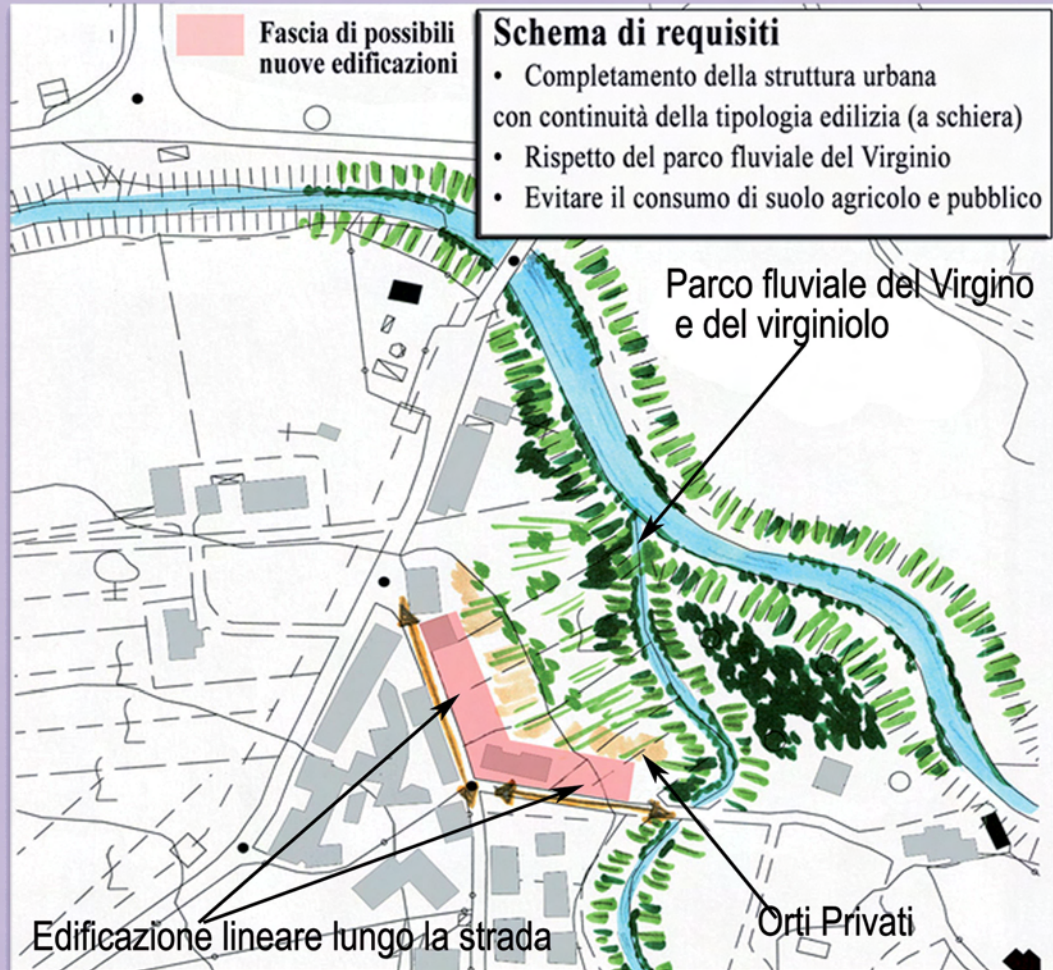 Fascia di possibili
nuove edificazioni
Schema di requisiti
• Completamento della struttura urbana
con continuità della tipologia edilizia (a schiera)
• Rispetto del parco fluviale del Virginio
• Evitare il consumo di suolo agricolo e pubblico
Parco fluviale del Virgino
e del virginiolo
Edificazione lineare lungo la strada
Orti Privati